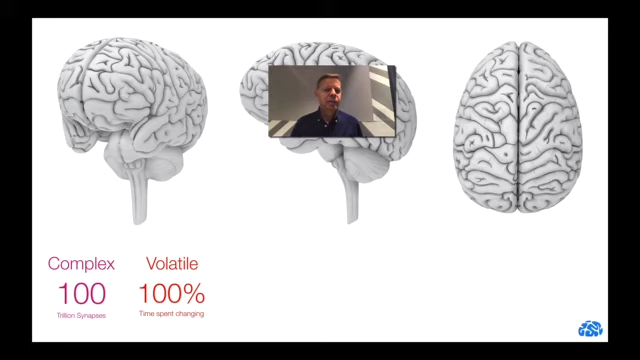 Complex
100
Trillion Synapses
Volatile
100%
Time spent changing